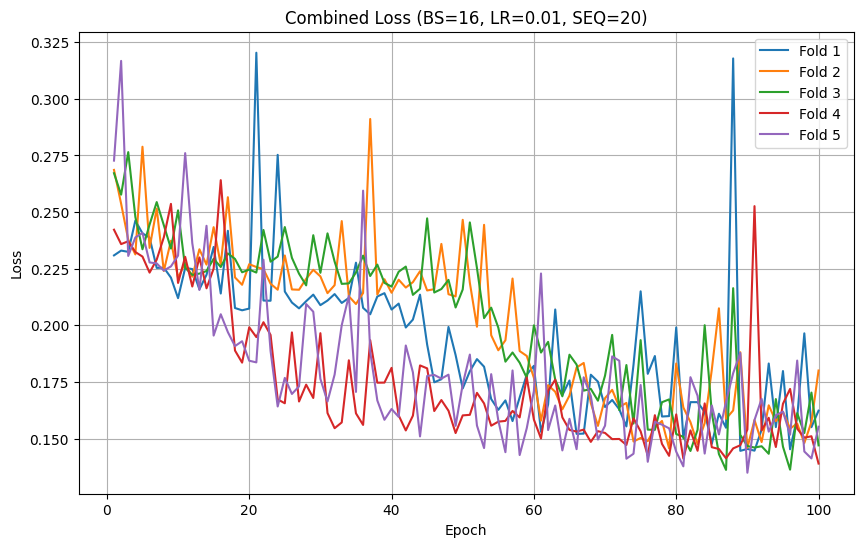 Combined Loss (BS=16, LR=0.01, SEQ=20)
Loss
0.325
0.300
0.275
0.250
0.225
0.200
0.175
0.150
Fold 1
Fold 2
Fold 3
Fold 4
Fold 5
0 20 40 60 80 100
Epoch